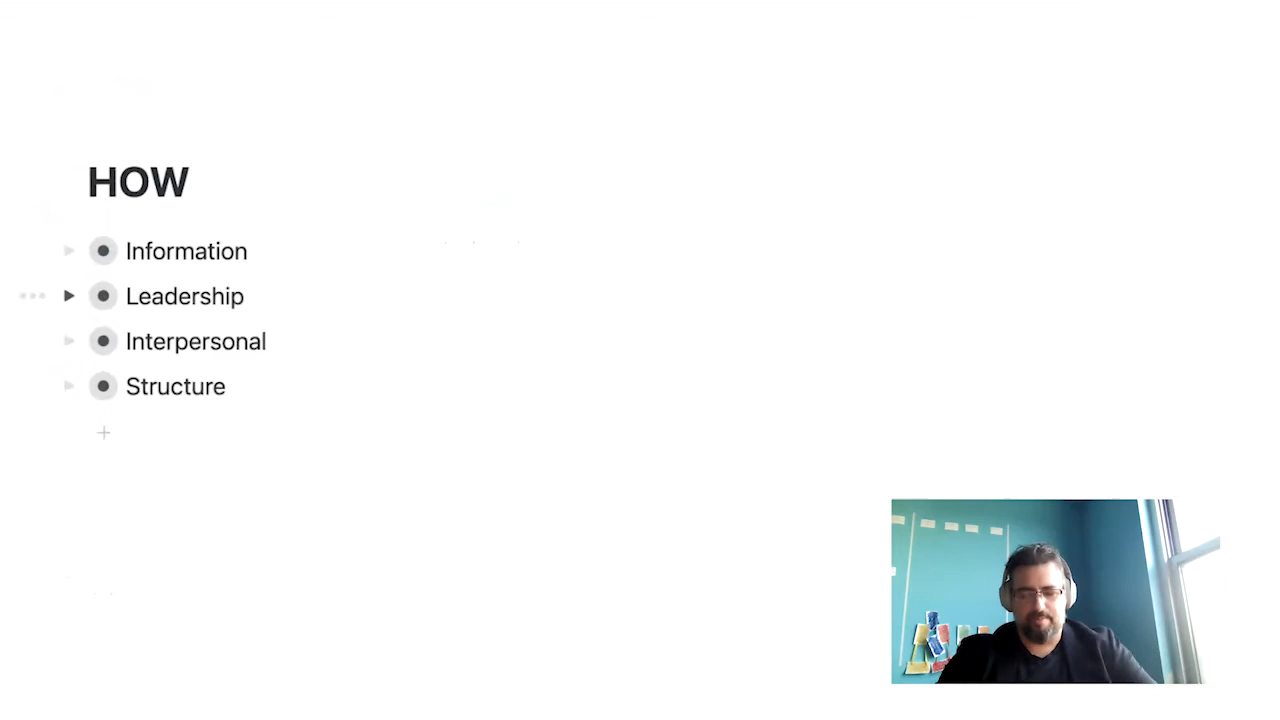 HOW
Information
Leadership
Interpersonal
Structure